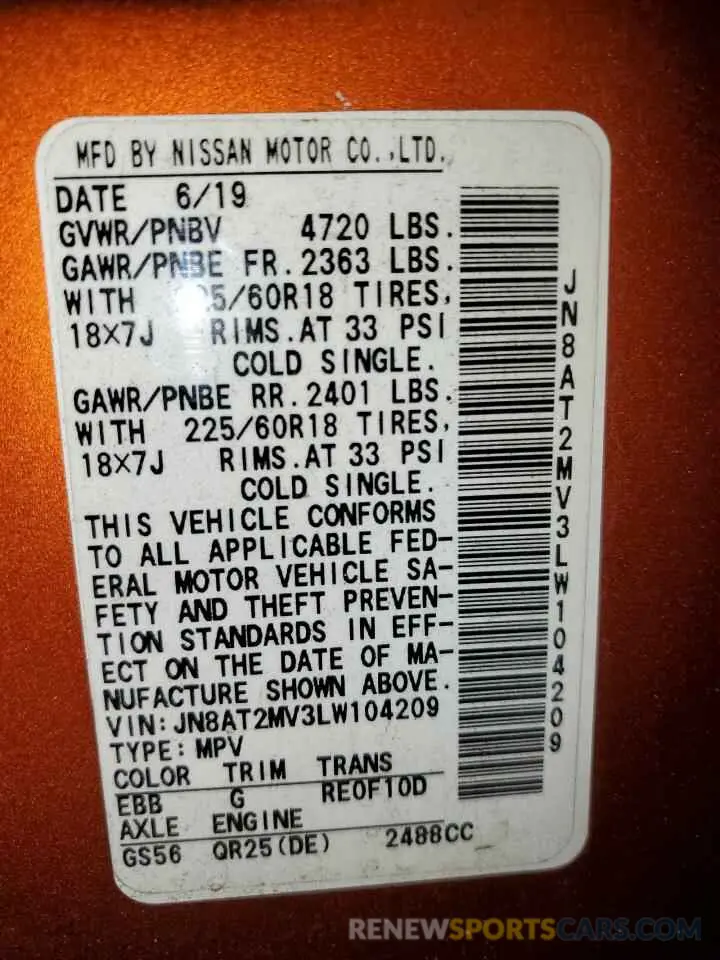 MFD BY NISSAN MOTOR CO.,LTD.
DATE 6/19
GVWR/PNBV 4720 LBS.
GAWR/PNBE FR. 2363 LBS.
WITH 5/60R18 TIRES,
18X7J RIMS. AT 33 PSI
COLD SINGLE.
GAWR/PNBE RR. 2401 LBS.
WITH 225/60R18 TIRES,
18X7J RIMS. AT 33 PSI
COLD SINGLE.
THIS VEHICLE CONFORMS
TO ALL APPLICABLE FED-
ERAL MOTOR VEHICLE SA-
FETY AND THEFT PREVEN-
TION STANDARDS IN EFF-
ECT ON THE DATE OF MA-
NUFACTURE SHOWN ABOVE.
VIN: JN8AT2MV3LW104209
TYPE: MPV
COLOR TRIM TRANS
EBB G RE0F10D
AXLE ENGINE
GS56 QR25(DE) 2488CC
JN8AT2MV3LW104209
RENEWSPORTSCARS.COM